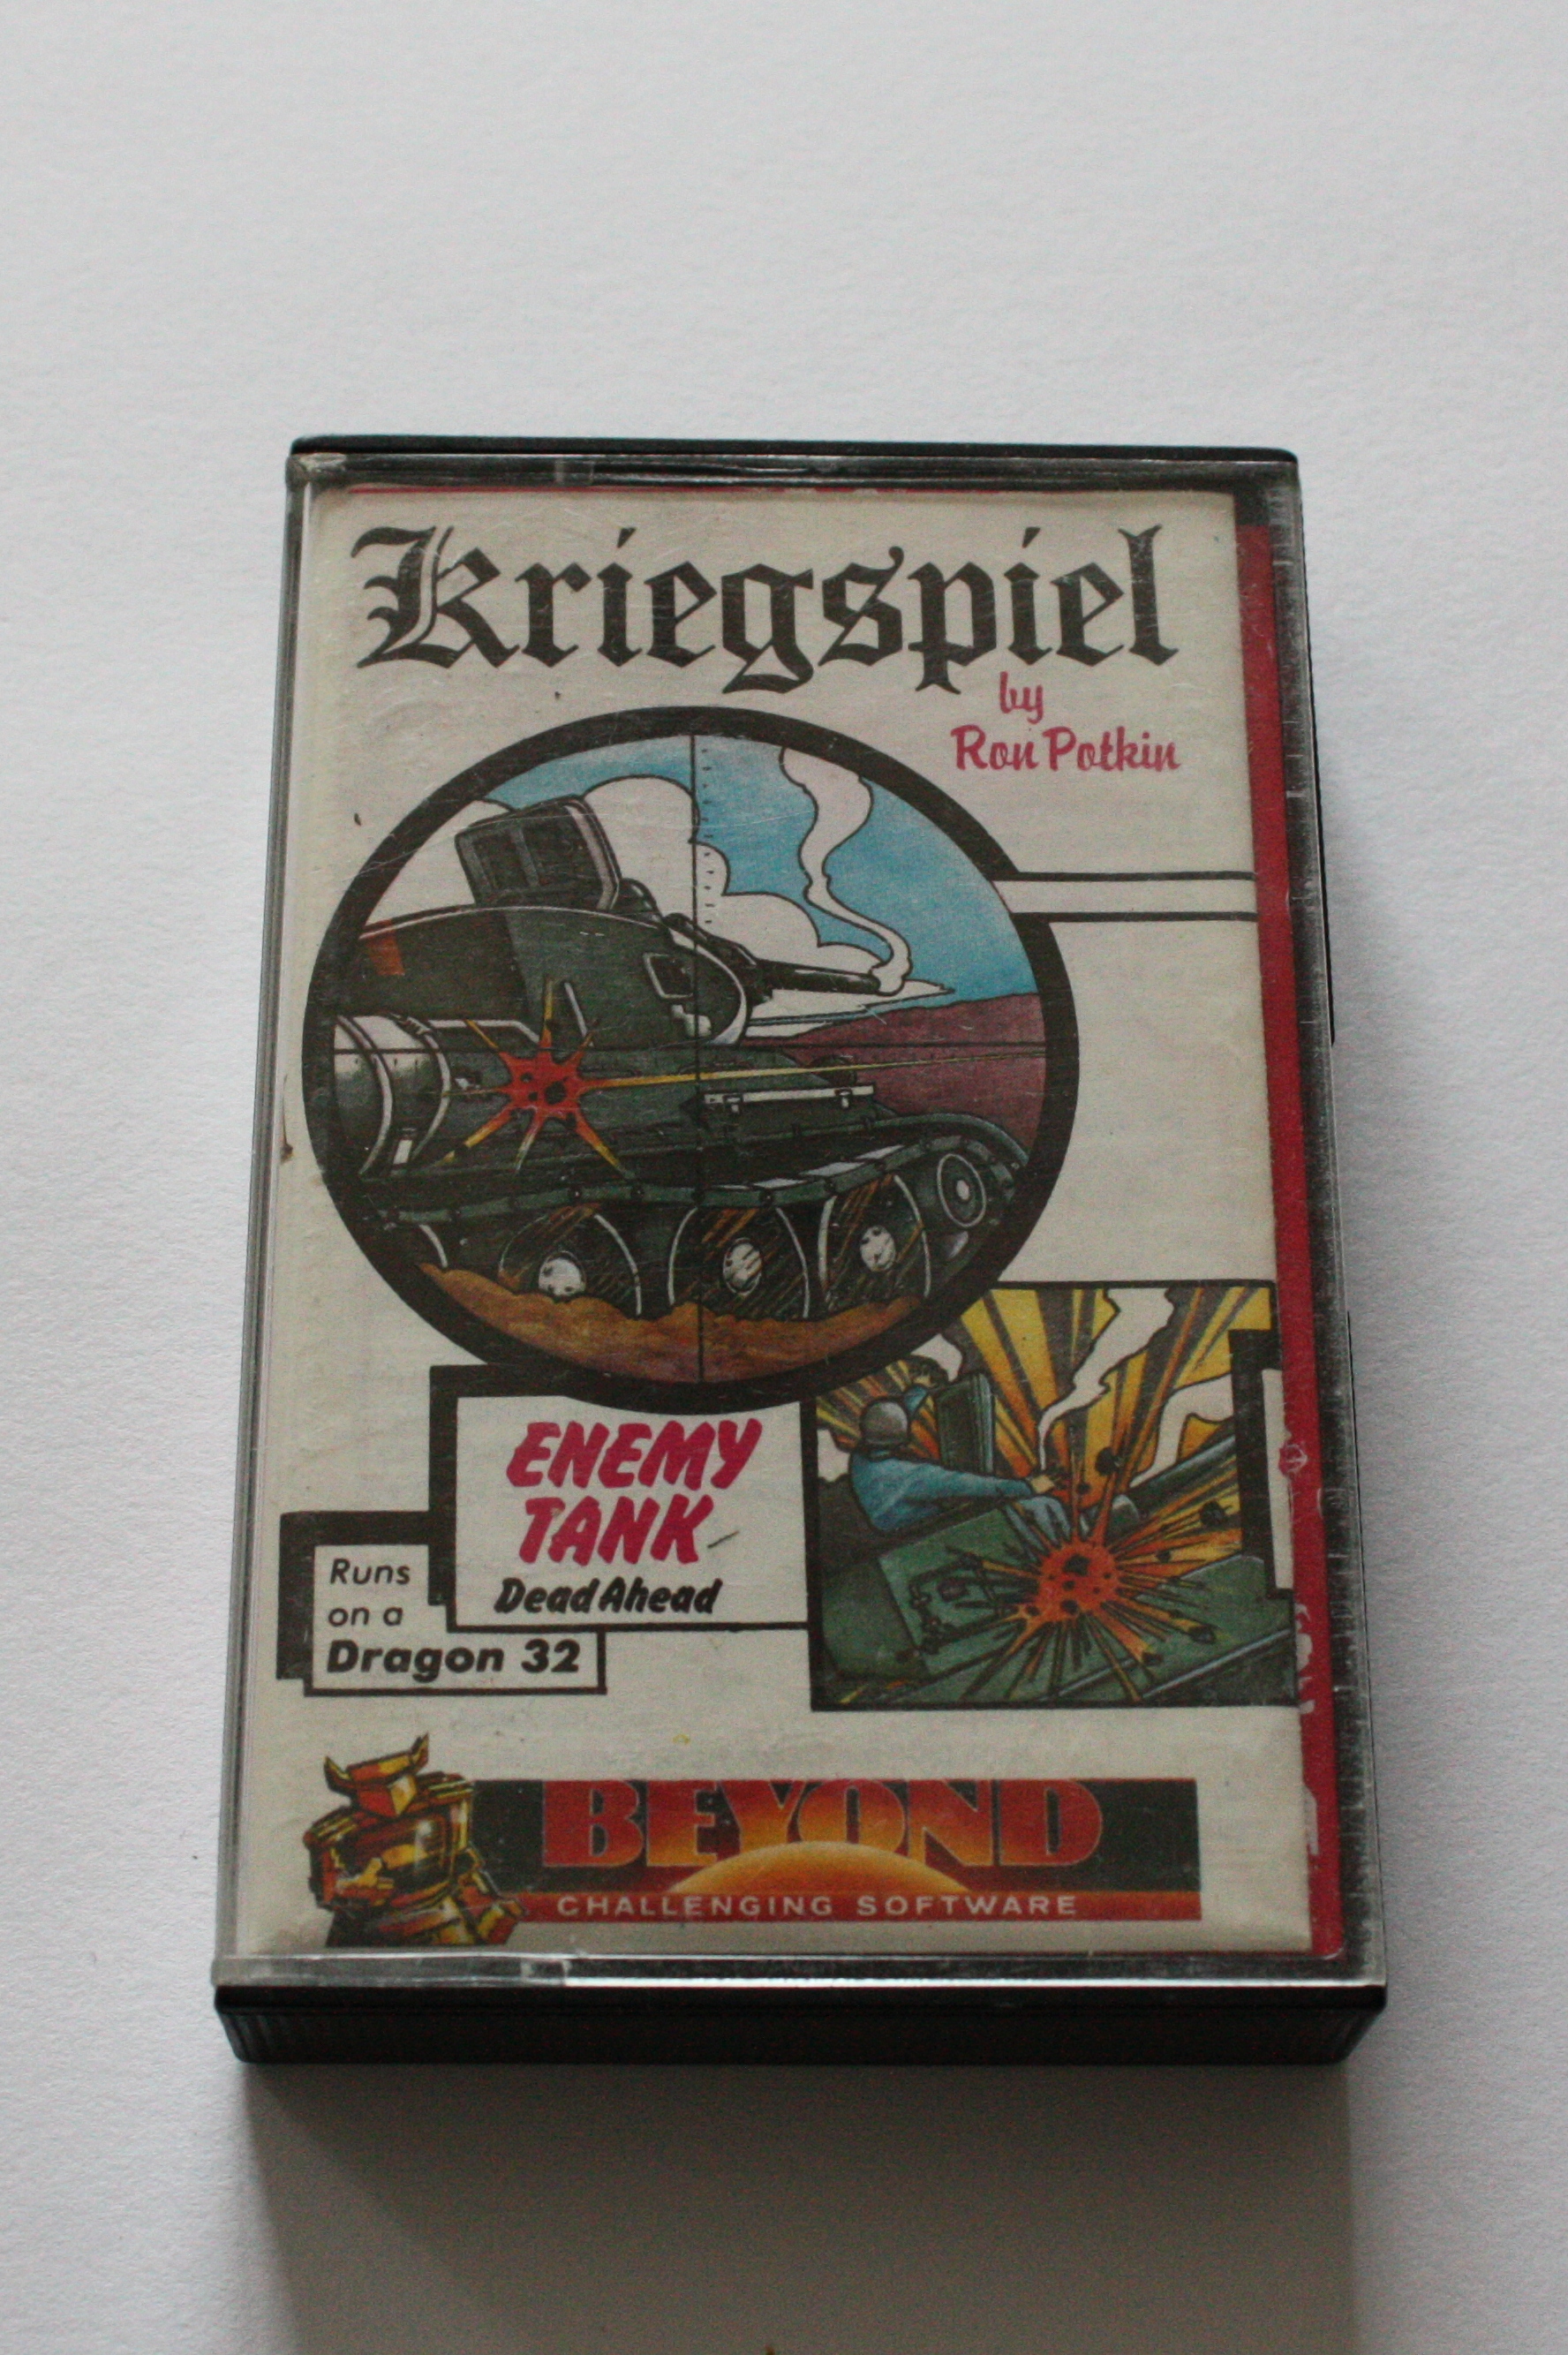 Kriegspiel
by
Ron Potkin
ENEMY
TANK
Dead Ahead
Runs
on a
Dragon 32
BEYOND
CHALLENGING SOFTWARE